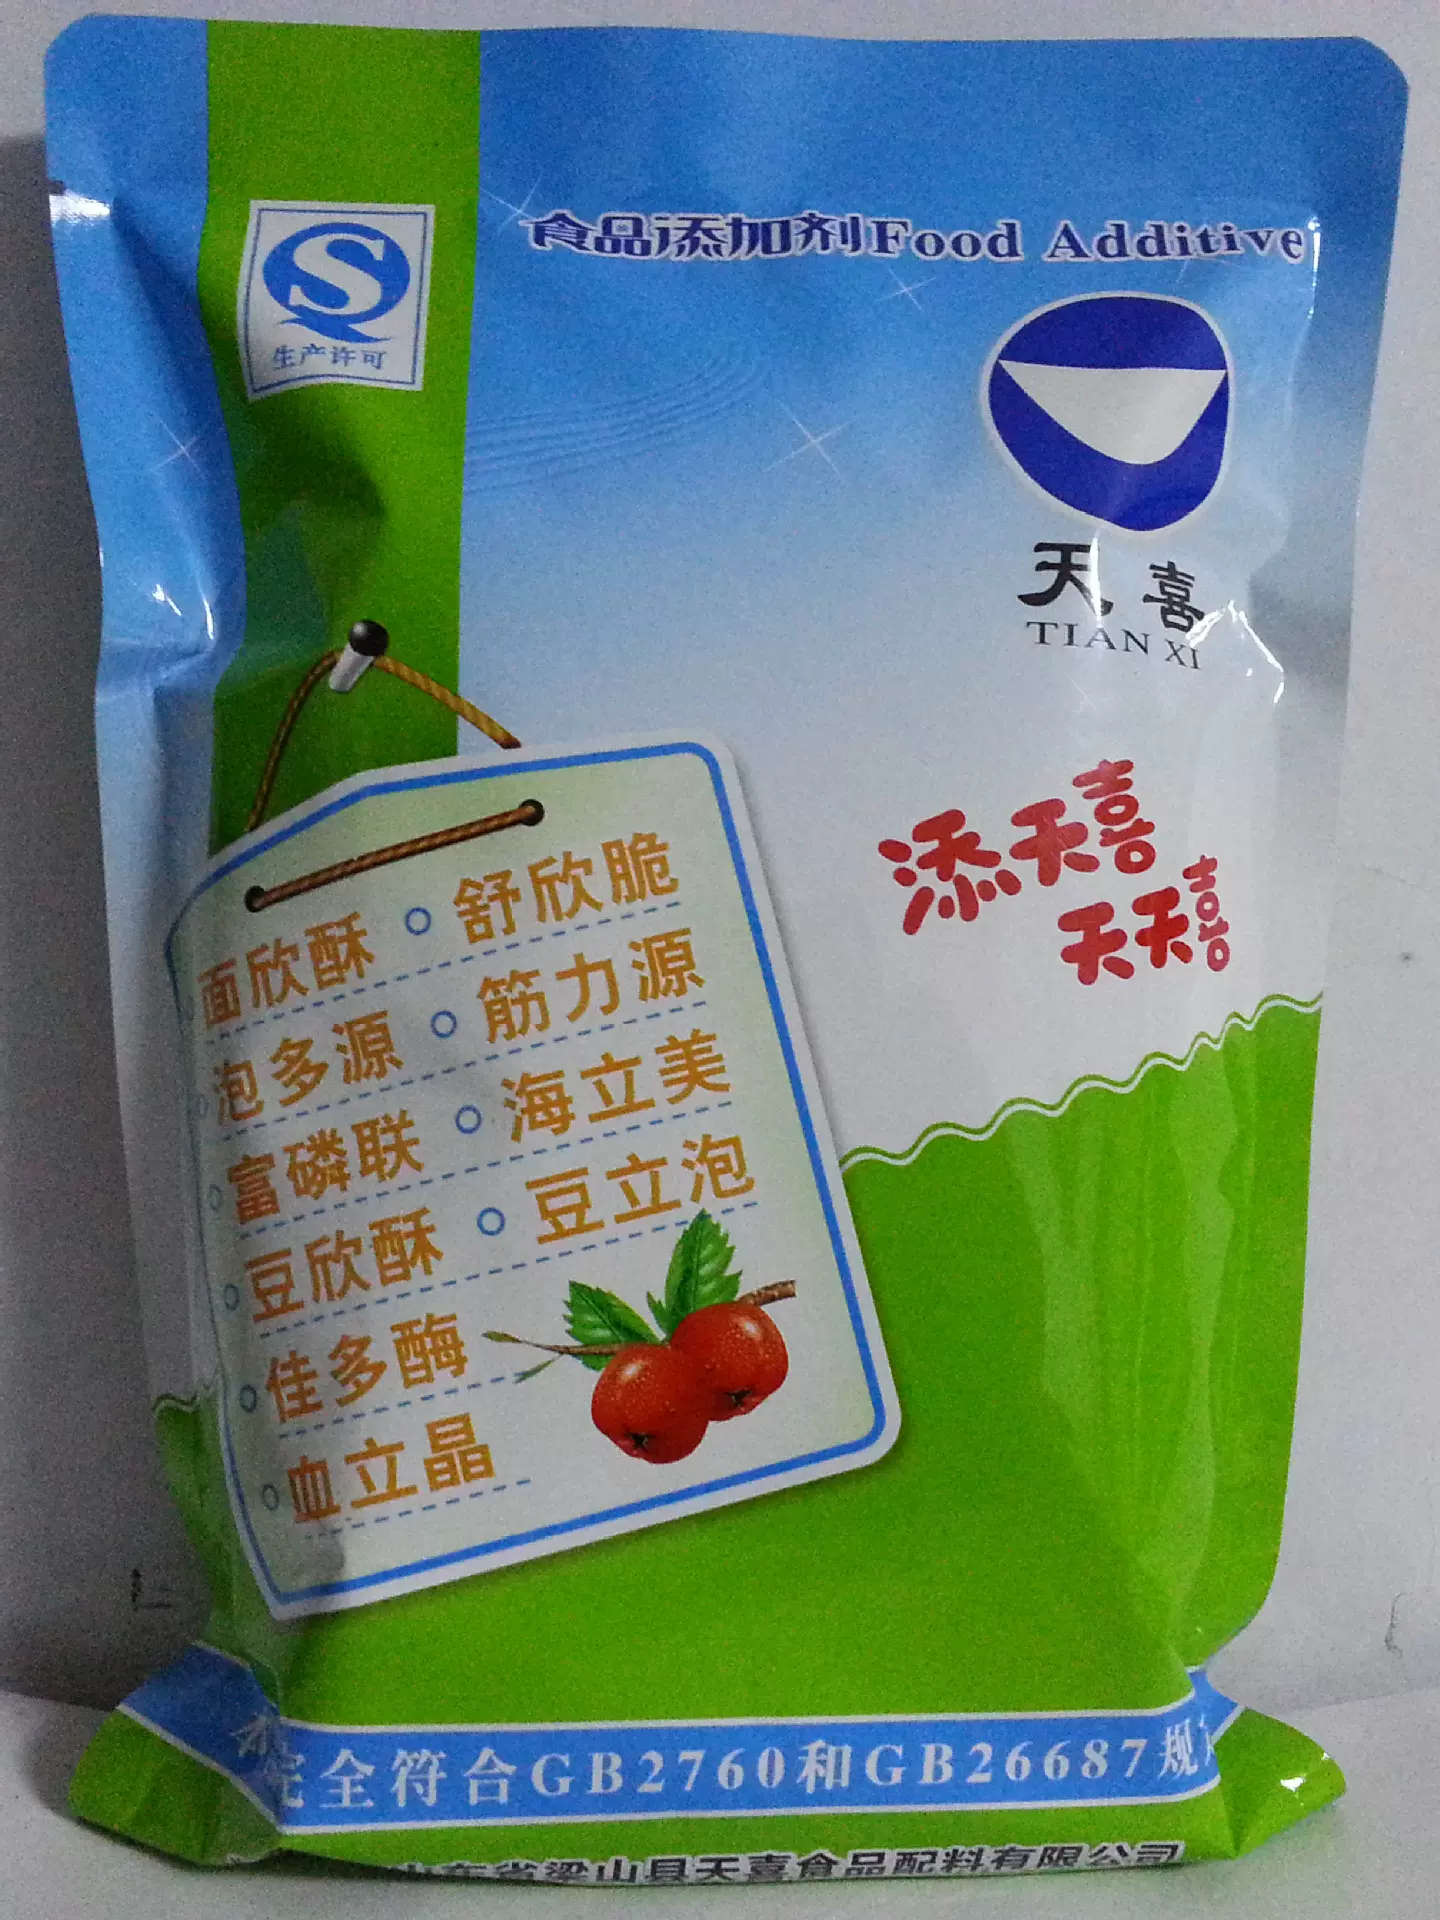 食品添加剂Food Additive
S
生产许可
天喜
TIAN XI
添天喜
天天喜
面欣酥 舒欣脆
泡多源 筋力源
富磷联 海立美
豆欣酥 豆立泡
佳多酶
血立晶
完全符合GB2760和GB26687规
山东省梁山县天喜食品配料有限公司